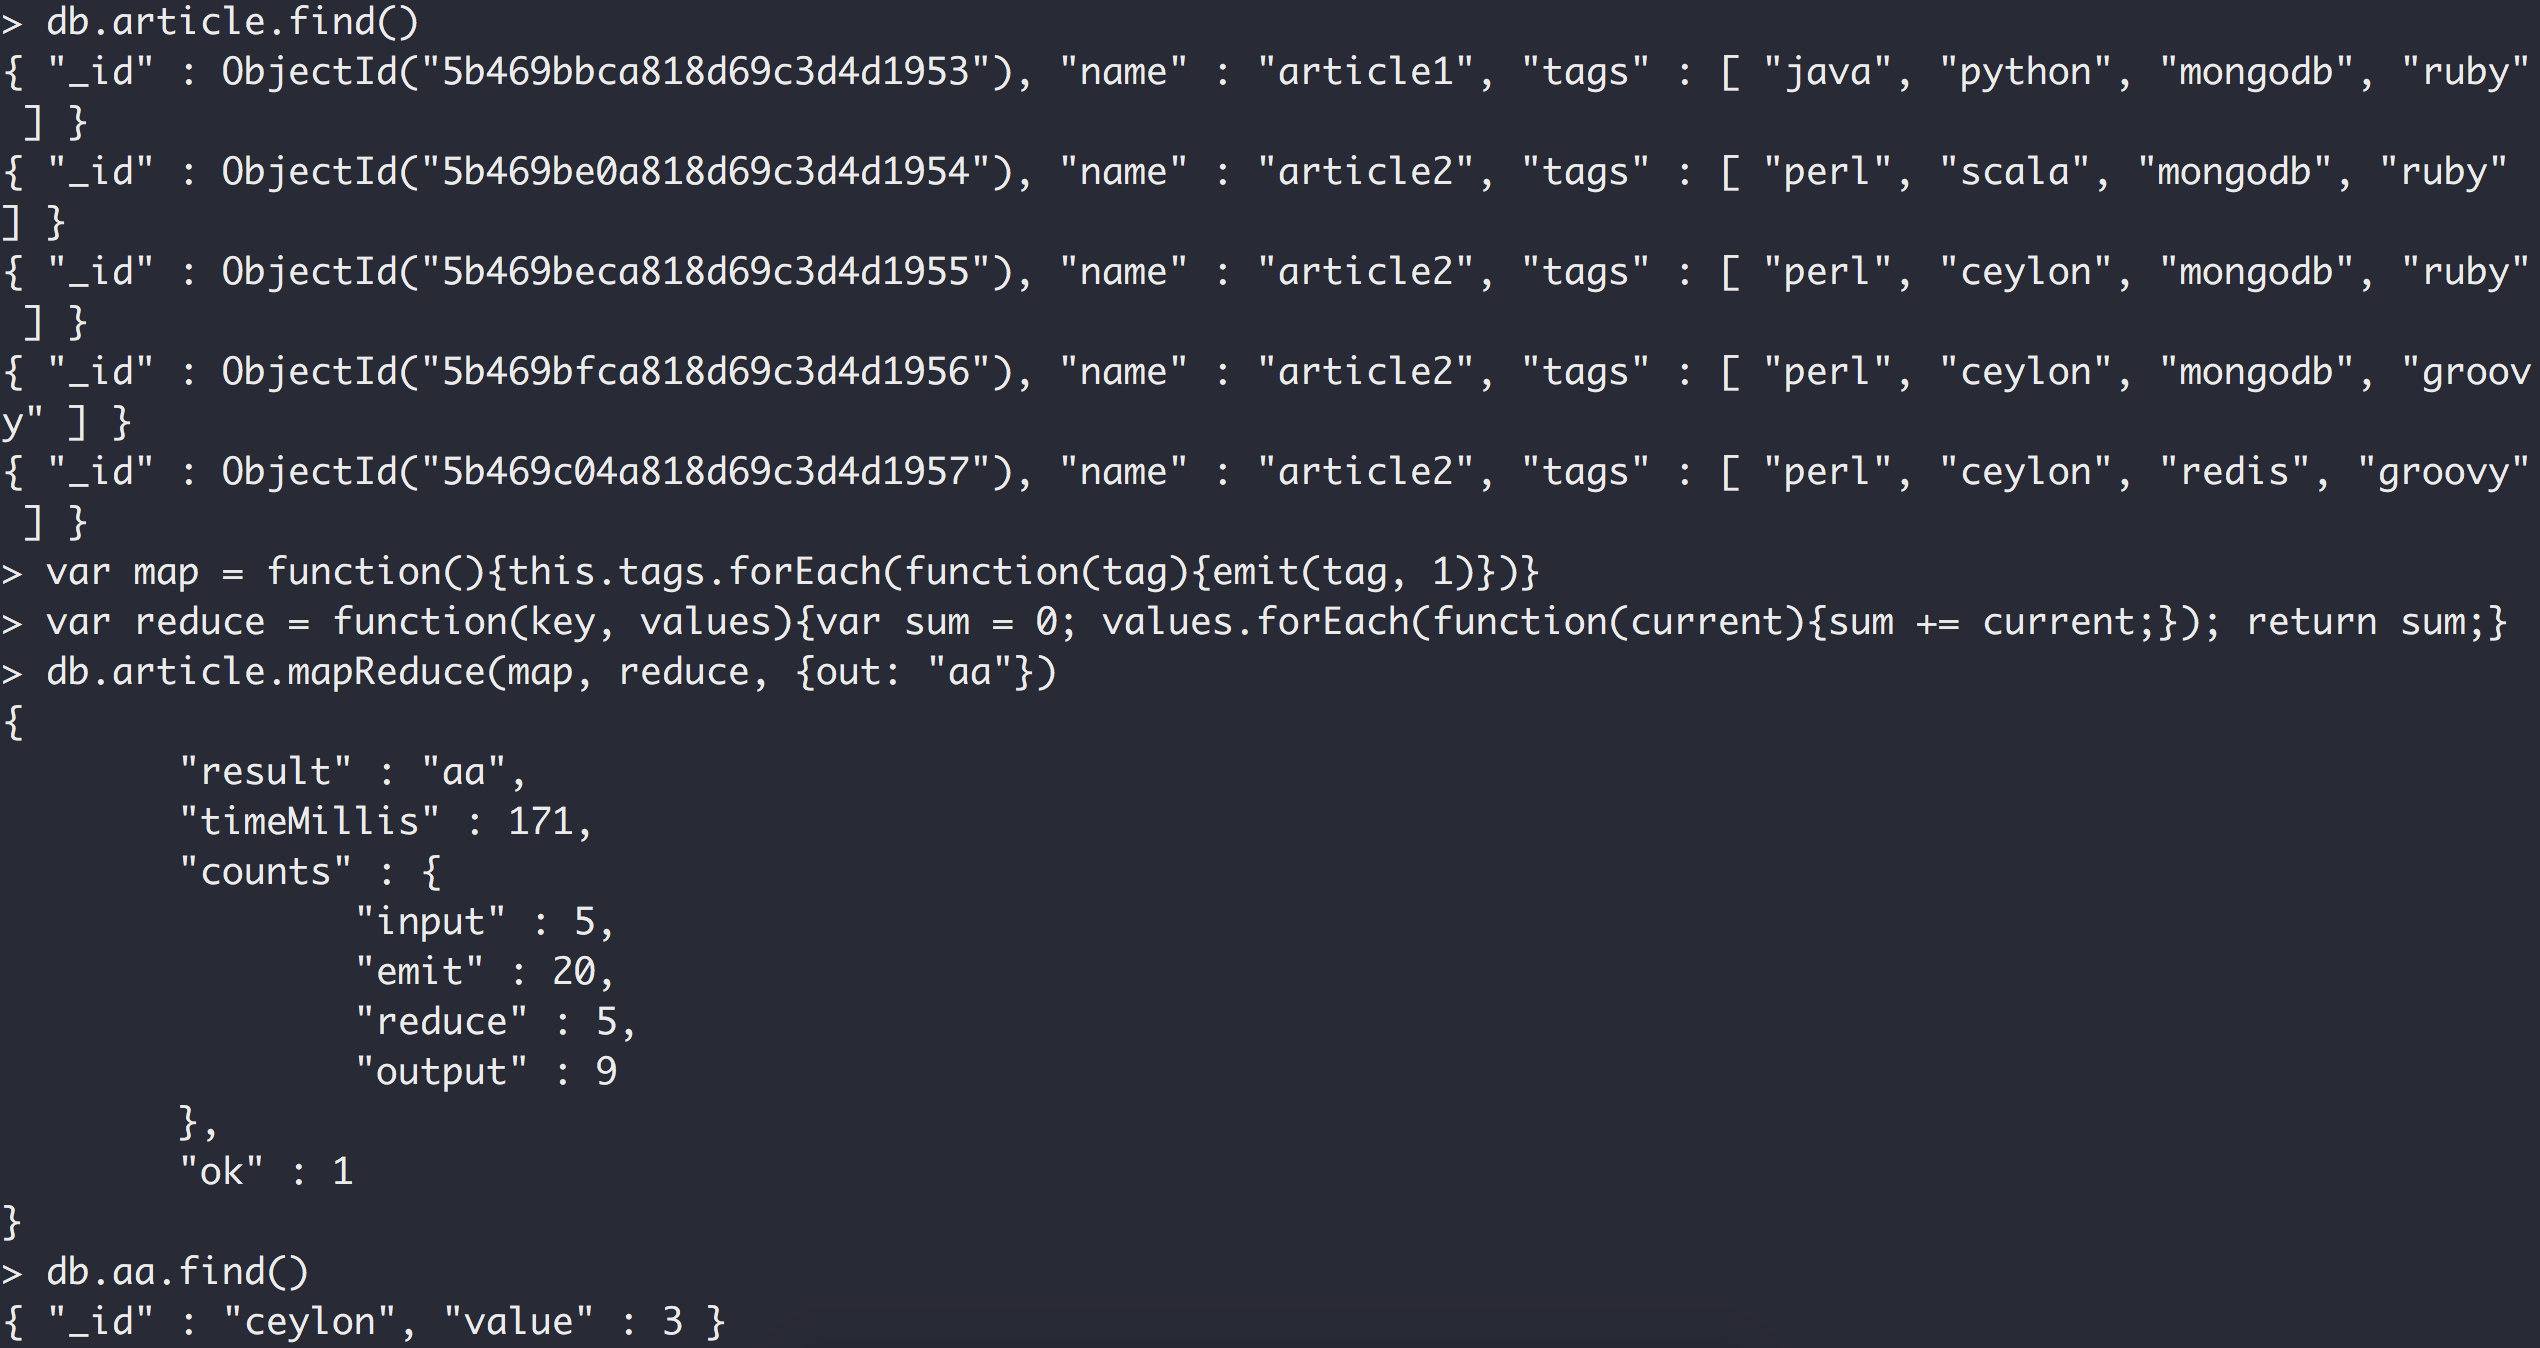 > db.article.find()
{ "_id" : ObjectId("5b469bbca818d69c3d4d1953"), "name" : "article1", "tags" : [ "java", "python", "mongodb", "ruby"
 ] }
{ "_id" : ObjectId("5b469be0a818d69c3d4d1954"), "name" : "article2", "tags" : [ "perl", "scala", "mongodb", "ruby"
] }
{ "_id" : ObjectId("5b469beca818d69c3d4d1955"), "name" : "article2", "tags" : [ "perl", "ceylon", "mongodb", "ruby"
 ] }
{ "_id" : ObjectId("5b469bfca818d69c3d4d1956"), "name" : "article2", "tags" : [ "perl", "ceylon", "mongodb", "groov
y" ] }
{ "_id" : ObjectId("5b469c04a818d69c3d4d1957"), "name" : "article2", "tags" : [ "perl", "ceylon", "redis", "groovy"
 ] }
> var map = function(){this.tags.forEach(function(tag){emit(tag, 1)})}
> var reduce = function(key, values){var sum = 0; values.forEach(function(current){sum += current;}); return sum;}
> db.article.mapReduce(map, reduce, {out: "aa"})
{
        "result" : "aa",
        "timeMillis" : 171,
        "counts" : {
                "input" : 5,
                "emit" : 20,
                "reduce" : 5,
                "output" : 9
        },
        "ok" : 1
}
> db.aa.find()
{ "_id" : "ceylon", "value" : 3 }